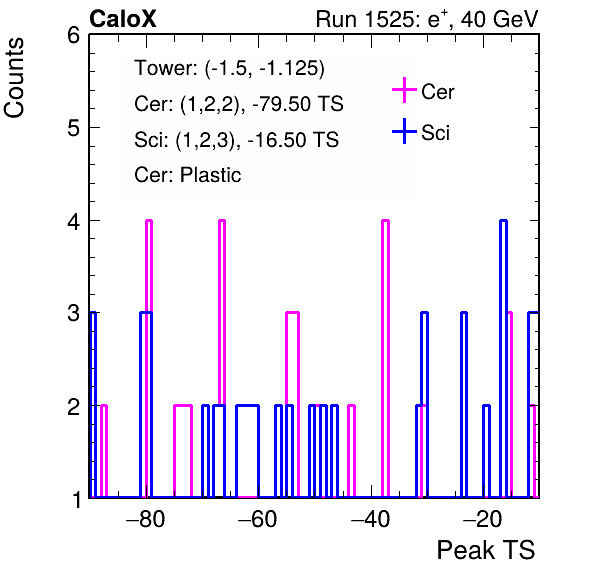 CaloX Run 1525: e⁺, 40 GeV
Counts
6
5
4
3
2
1
Tower: (-1.5, -1.125)
Cer: (1,2,2), -79.50 TS
Sci: (1,2,3), -16.50 TS
Cer: Plastic
Cer
Sci
−80 −60 −40 −20
Peak TS